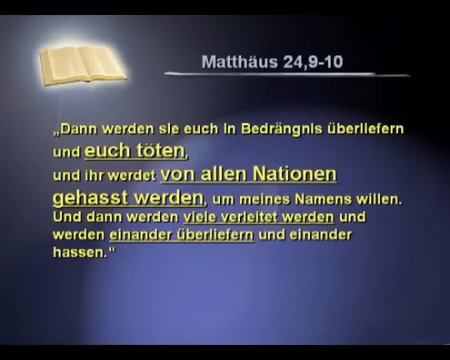 Matthäus 24,9-10
„Dann werden sie euch in Bedrängnis überliefern
und euch töten,
und ihr werdet von allen Nationen
gehasst werden, um meines Namens willen.
Und dann werden viele verleitet werden und
werden einander überliefern und einander
hassen.“